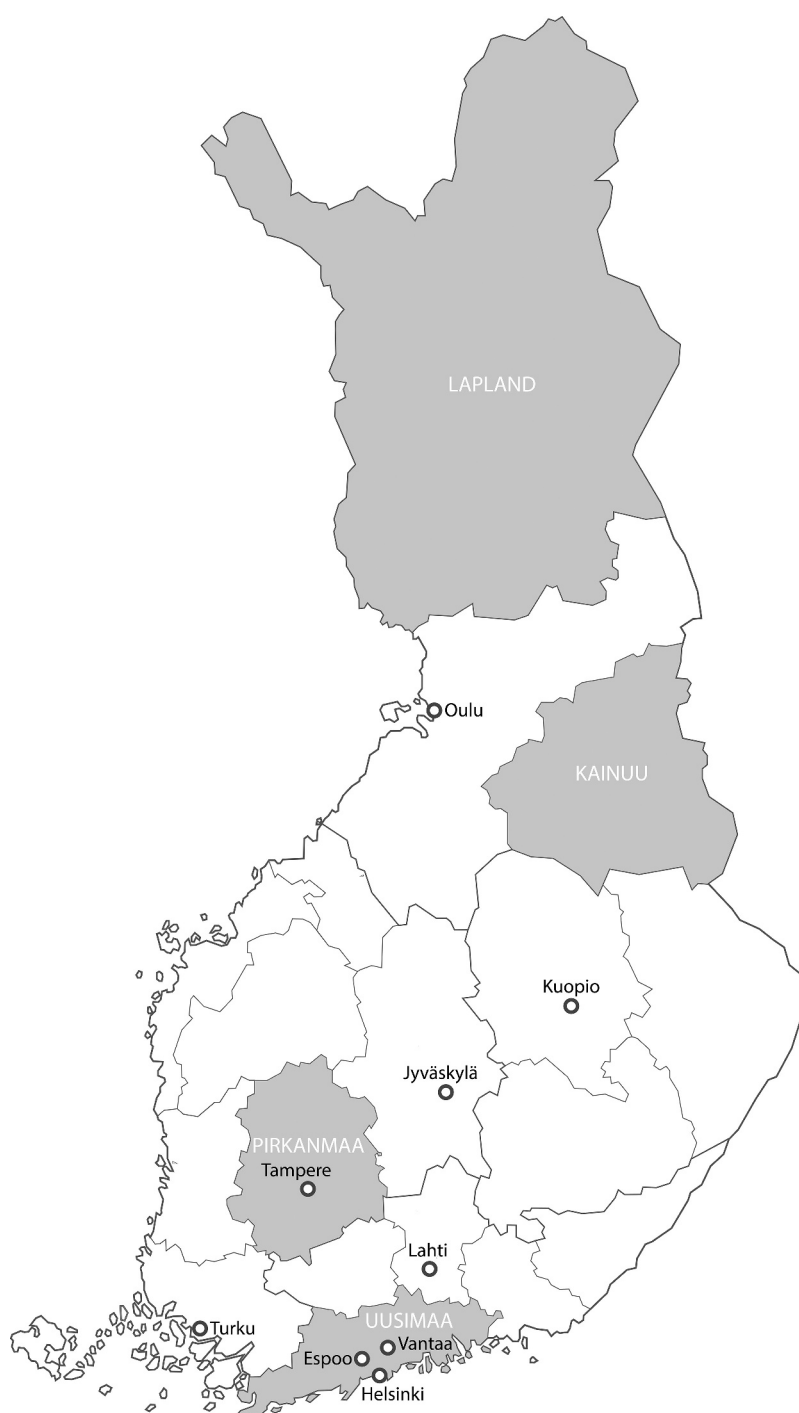 LAPLAND
Oulu
KAINUU
Kuopio
Jyväskylä
PIRKANMAA
Tampere
Lahti
UUSIMAA
Turku
Vantaa
Espoo
Helsinki